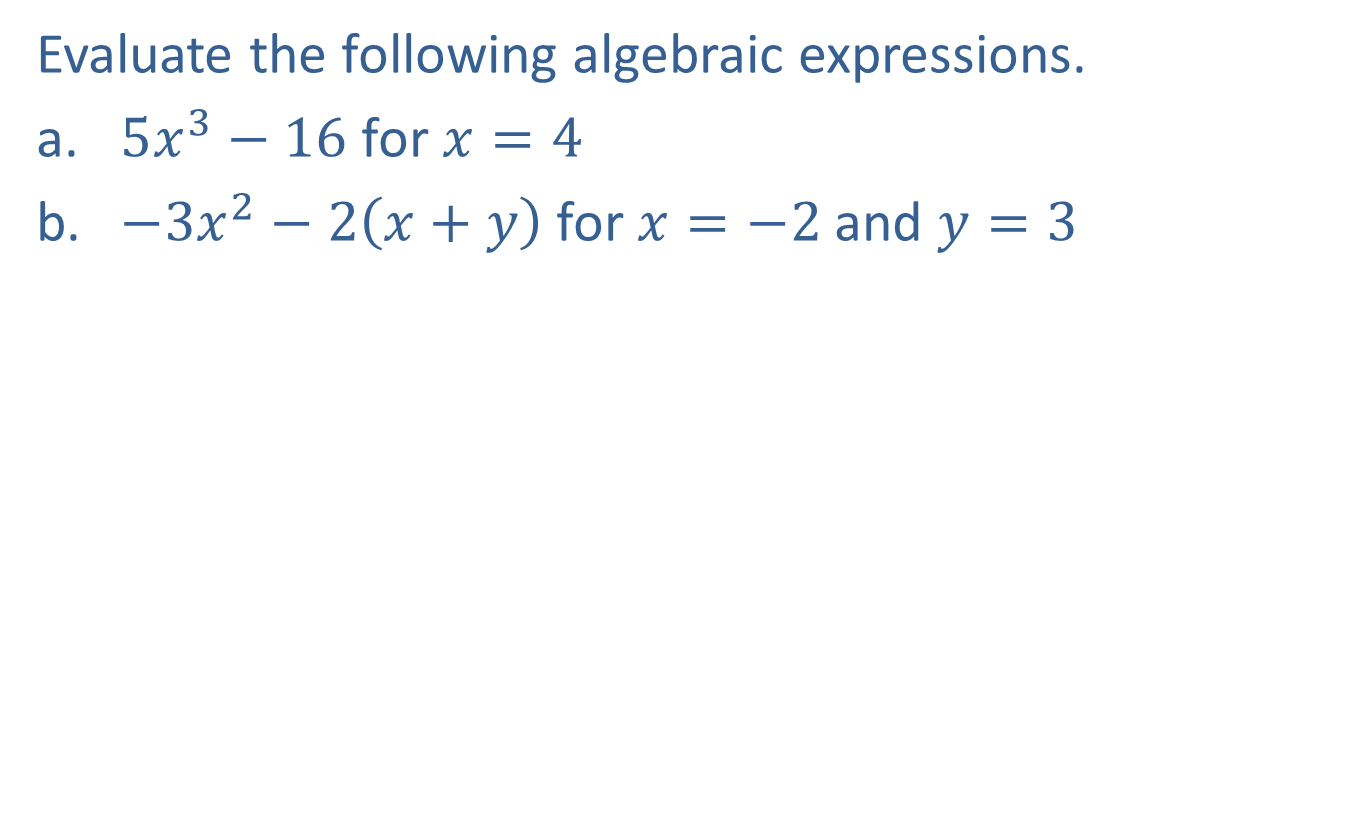 Evaluate the following algebraic expressions.
a. 5x³ − 16 for x = 4
b. −3x² − 2(x + y) for x = −2 and y = 3